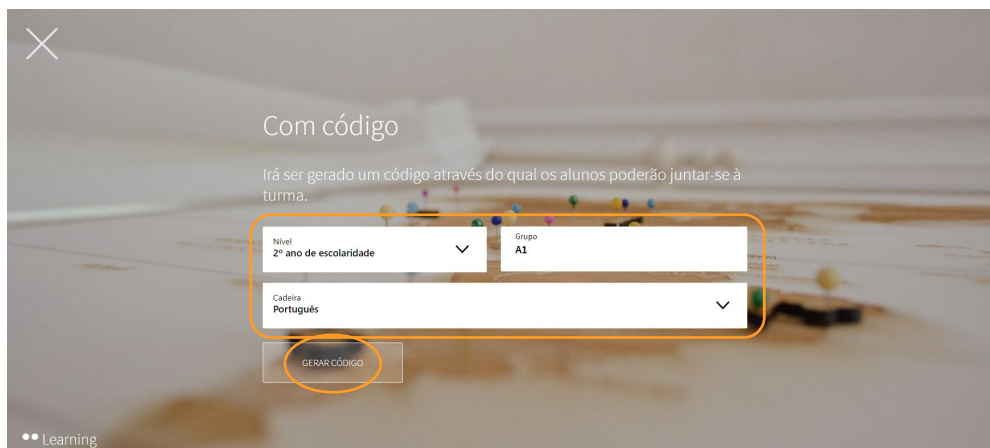 Com código
Irá ser gerado um código através do qual os alunos poderão juntar-se à
turma.
Nível
2º ano de escolaridade
Grupo
A1
Cadeira
Português
GERAR CÓDIGO
Learning